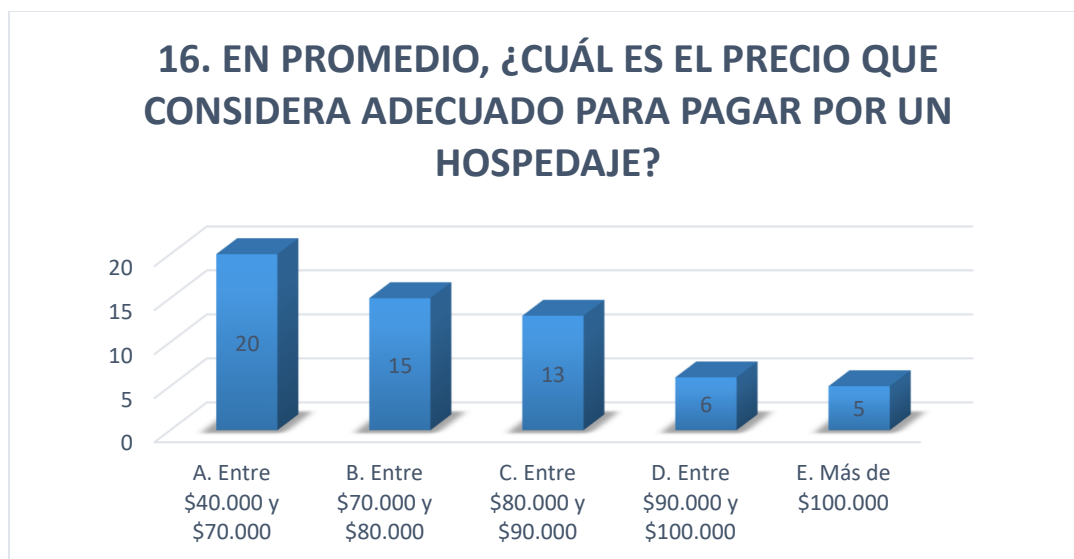 16. EN PROMEDIO, ¿CUÁL ES EL PRECIO QUE
CONSIDERA ADECUADO PARA PAGAR POR UN
HOSPEDAJE?
20
15
10
5
0
20
15
13
6
5
A. Entre
$40.000 y
$70.000
B. Entre
$70.000 y
$80.000
C. Entre
$80.000 y
$90.000
D. Entre
$90.000 y
$100.000
E. Más de
$100.000